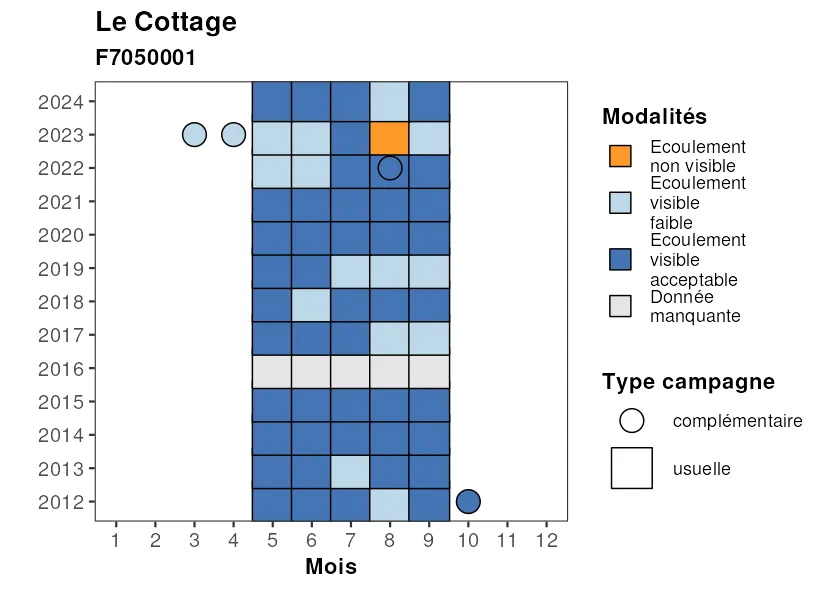 Le Cottage
F7050001
2024
2023
2022
2021
2020
2019
2018
2017
2016
2015
2014
2013
2012
1 2 3 4 5 6 7 8 9 10 11 12
Mois
Modalités
Ecoulement
non visible
Ecoulement
visible
faible
Ecoulement
visible
acceptable
Donnée
manquante
Type campagne
complémentaire
usuelle